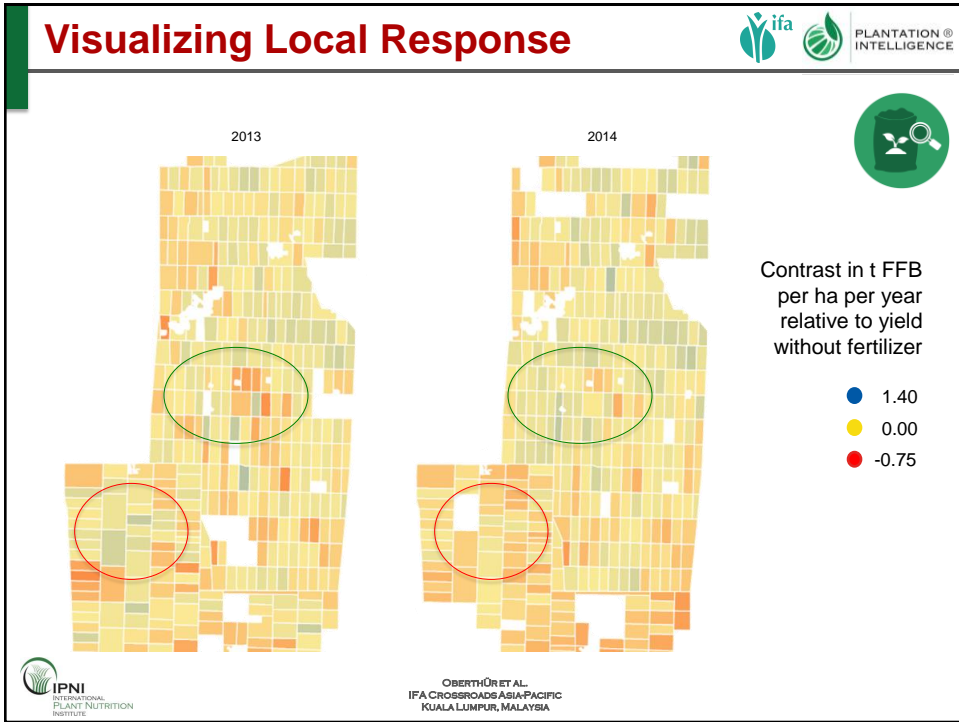 Visualizing Local Response
ifa
PLANTATION ®
INTELLIGENCE
2013
2014
Contrast in t FFB
per ha per year
relative to yield
without fertilizer
1.40
0.00
-0.75
IPNI
INTERNATIONAL
PLANT NUTRITION
INSTITUTE
OBERTHÜR ET AL.
IFA CROSSROADS ASIA-PACIFIC
KUALA LUMPUR, MALAYSIA